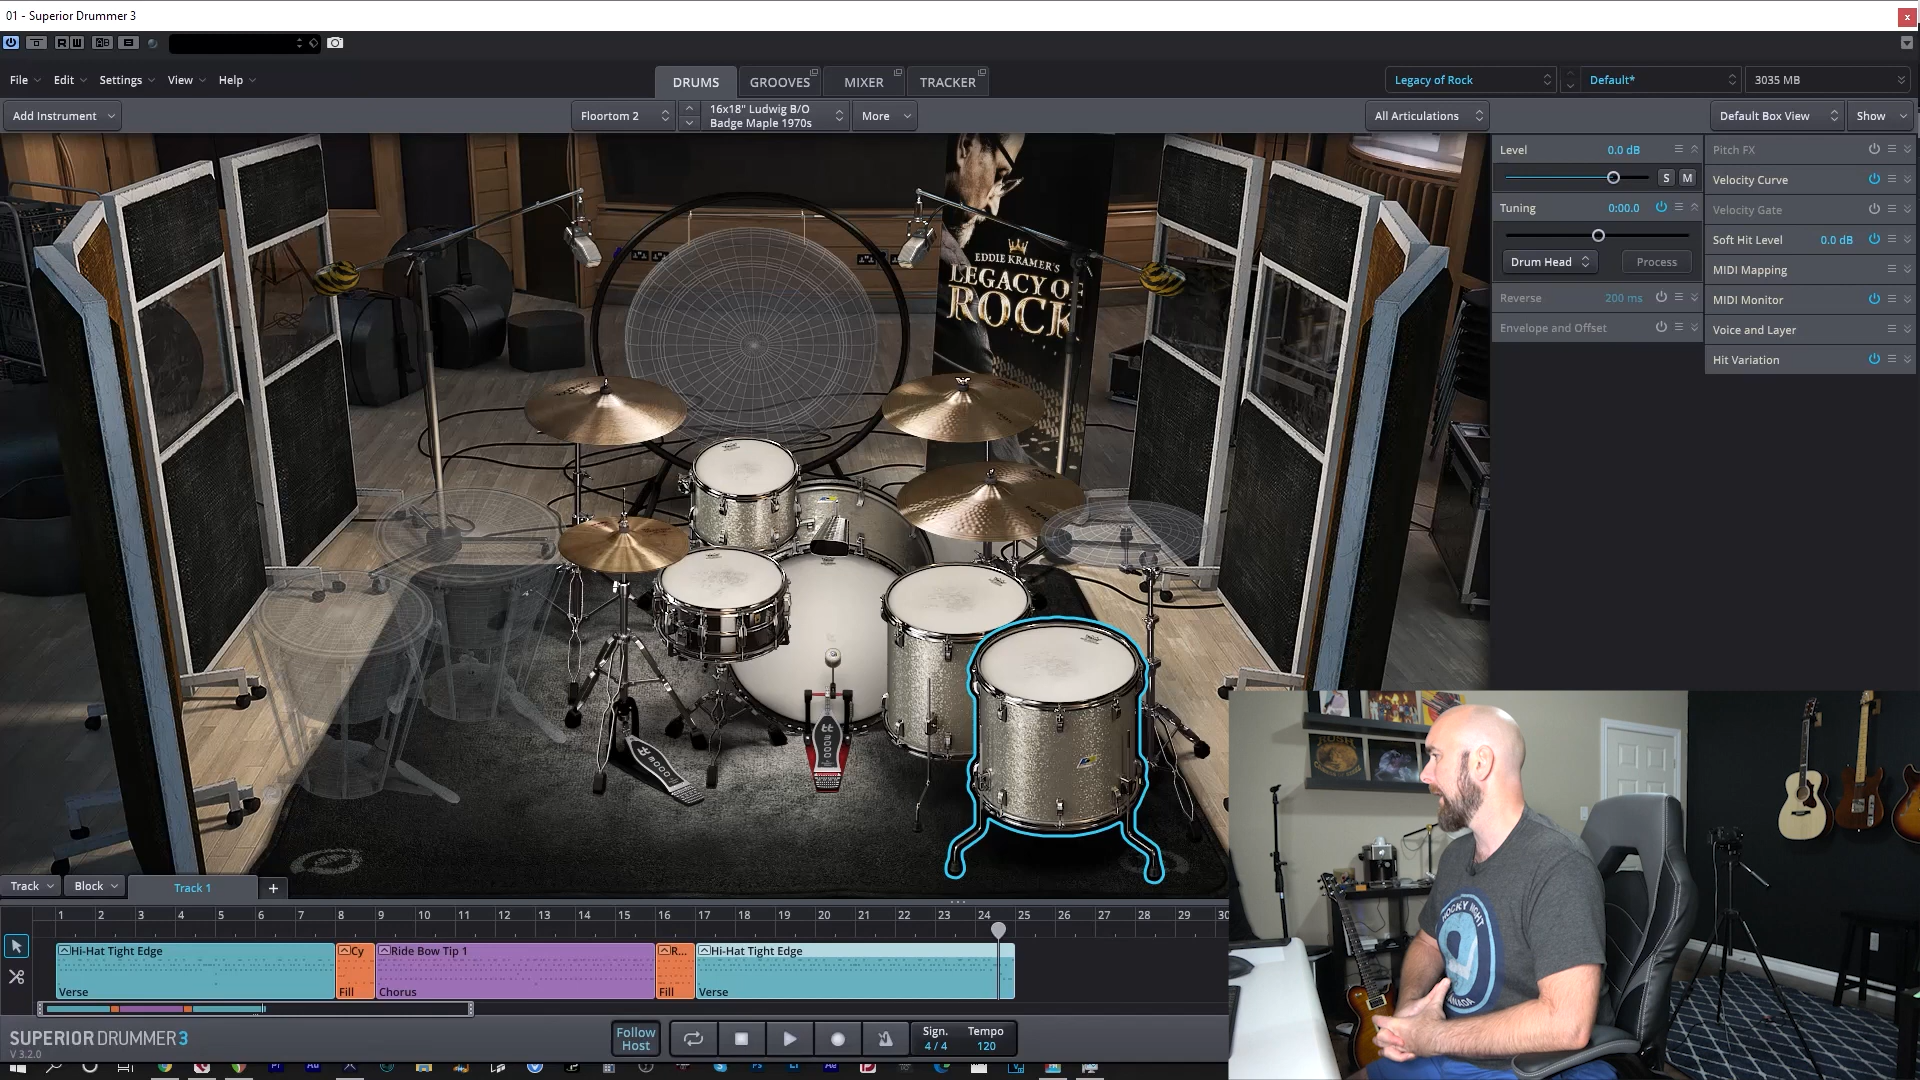 01 - Superior Drummer 3
x
R W
File
Edit
Settings
View
Help
DRUMS
GROOVES
MIXER
TRACKER
Legacy of Rock
Default*
3035 MB
Add Instrument
Floortom 2
16x18" Ludwig B/O
Badge Maple 1970s
More
All Articulations
Default Box View
Show
Level
0.0 dB
S
M
Tuning
0:00.0
Drum Head
Process
Reverse
200 ms
Envelope and Offset
Pitch FX
Velocity Curve
Velocity Gate
Soft Hit Level
0.0 dB
MIDI Mapping
MIDI Monitor
Voice and Layer
Hit Variation
EDDIE KRAMER'S
LEGACY OF
ROCK
Track
Block
Track 1
+
1 2 3 4 5 6 7 8 9 10 11 12 13 14 15 16 17 18 19 20 21 22 23 24 25 26 27 28 29 30
Hi-Hat Tight Edge
Cy
Ride Bow Tip 1
R...
Hi-Hat Tight Edge
Verse
Fill
Chorus
Fill
Verse
SUPERIOR DRUMMER 3
V 3.2.0
Follow
Host
Sign.
4 / 4
Tempo
120
RUSH